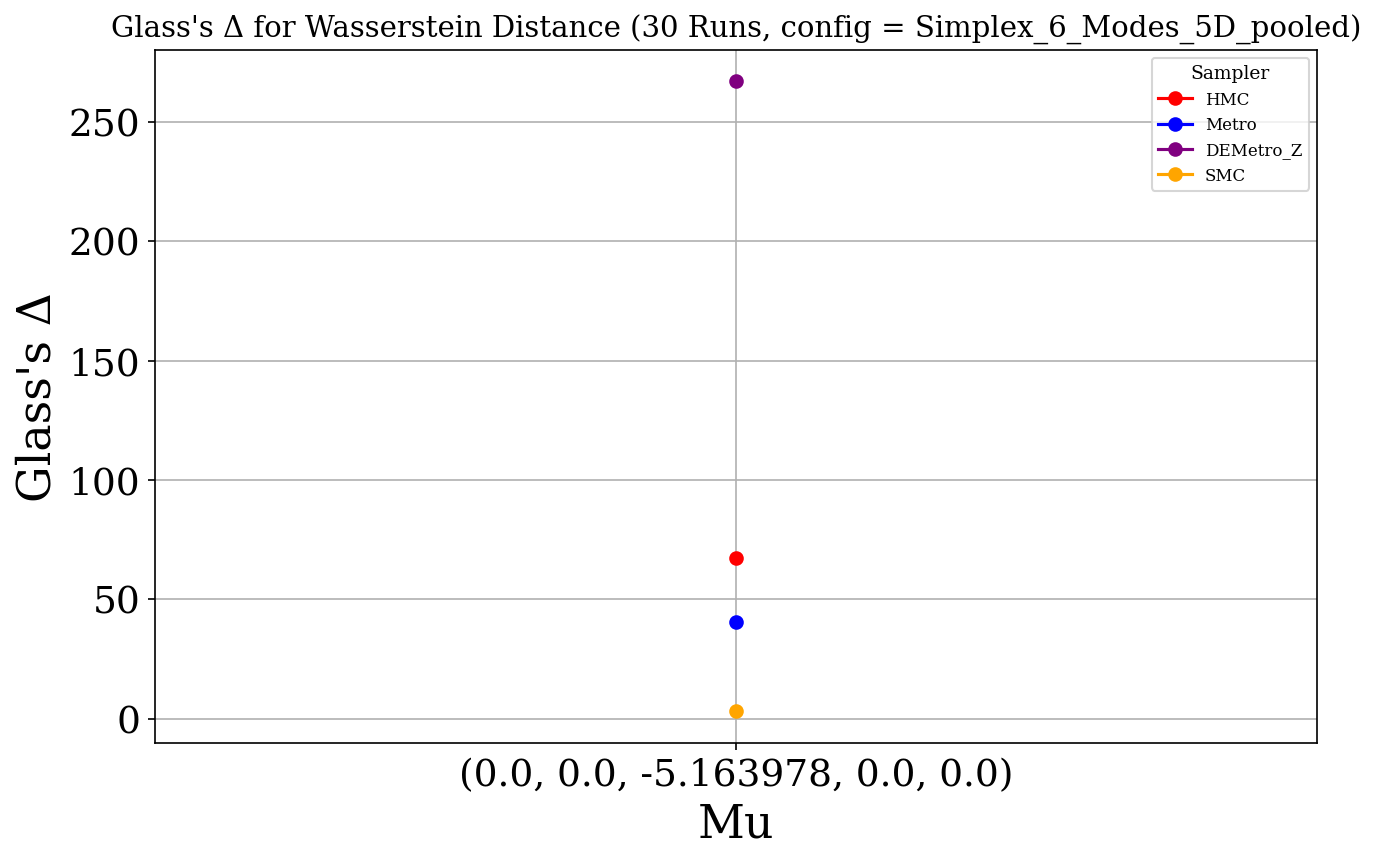 Glass's Δ for Wasserstein Distance (30 Runs, config = Simplex_6_Modes_5D_pooled)
Sampler
HMC
Metro
DEMetro_Z
SMC
Glass's Δ
250
200
150
100
50
0
(0.0, 0.0, -5.163978, 0.0, 0.0)
Mu